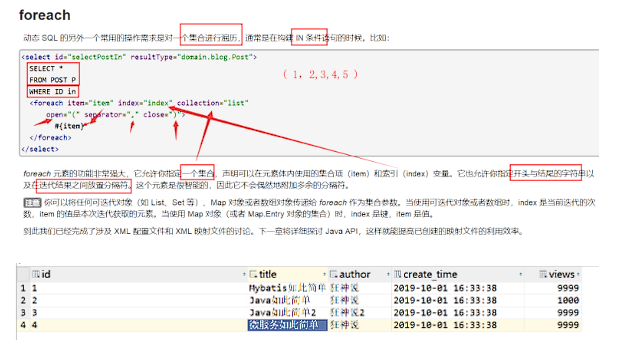 foreach
动态 SQL 的另外一个常用的操作需求是对一个集合进行遍历,通常是在构建 IN 条件语句的时候。比如:
<select id="selectPostIn" resultType="domain.blog.Post">
SELECT *
FROM POST P
WHERE ID in
( 1, 2,3,4,5 )
<foreach item="item" index="index" collection="list"
open="(" separator="," close=")">
#{item}
</foreach>
</select>
foreach 元素的功能非常强大,它允许你指定一个集合,声明可以在元素体内使用的集合项(item)和索引(index)变量。它也允许你指定开头与结尾的字符串以
及在迭代结果之间放置分隔符。这个元素是很智能的,因此它不会偶然地附加多余的分隔符。
注意 你可以将任何可迭代对象(如 List、Set 等)、Map 对象或者数组对象传递给 foreach 作为集合参数。当使用可迭代对象或者数组时,index 是当前迭代的次
数,item 的值是本次迭代获取的元素。当使用 Map 对象(或者 Map.Entry 对象的集合)时,index 是键,item 是值。
到此我们已经完成了涉及 XML 配置文件和 XML 映射文件的讨论。下一章将详细探讨 Java API,这样就能提高已创建的映射文件的利用效率。
id title author create_time views
1 1 Mybatis如此简单 狂神说 2019-10-01 16:33:38 9999
2 2 Java如此简单 狂神说 2019-10-01 16:33:38 1000
3 3 Java如此简单2 狂神说2 2019-10-01 16:33:38 9999
4 4 微服务如此简单 狂神说 2019-10-01 16:33:38 9999